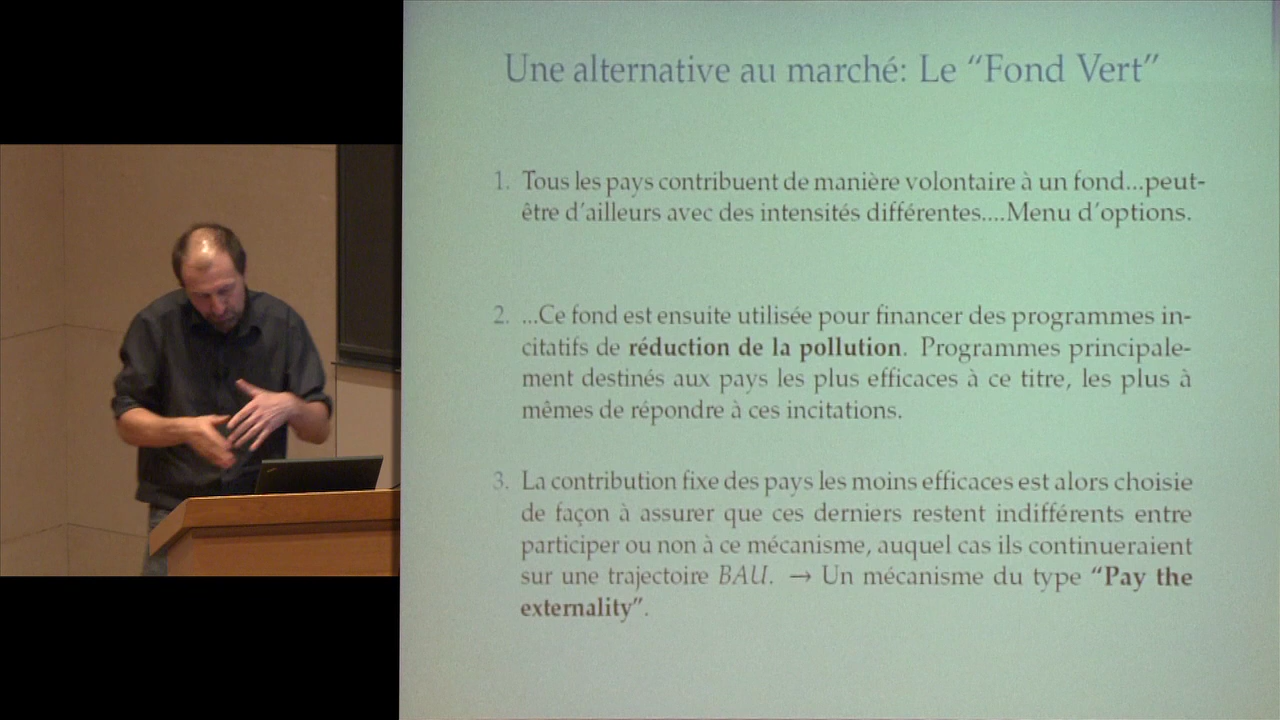 Une alternative au marché: Le “Fond Vert”
1. Tous les pays contribuent de manière volontaire à un fond...peut-
être d’ailleurs avec des intensités différentes....Menu d’options.
2. ...Ce fond est ensuite utilisée pour financer des programmes in-
citatifs de réduction de la pollution. Programmes principale-
ment destinés aux pays les plus efficaces à ce titre, les plus à
mêmes de répondre à ces incitations.
3. La contribution fixe des pays les moins efficaces est alors choisie
de façon à assurer que ces derniers restent indifférents entre
participer ou non à ce mécanisme, auquel cas ils continueraient
sur une trajectoire BAU. → Un mécanisme du type “Pay the
externality”.